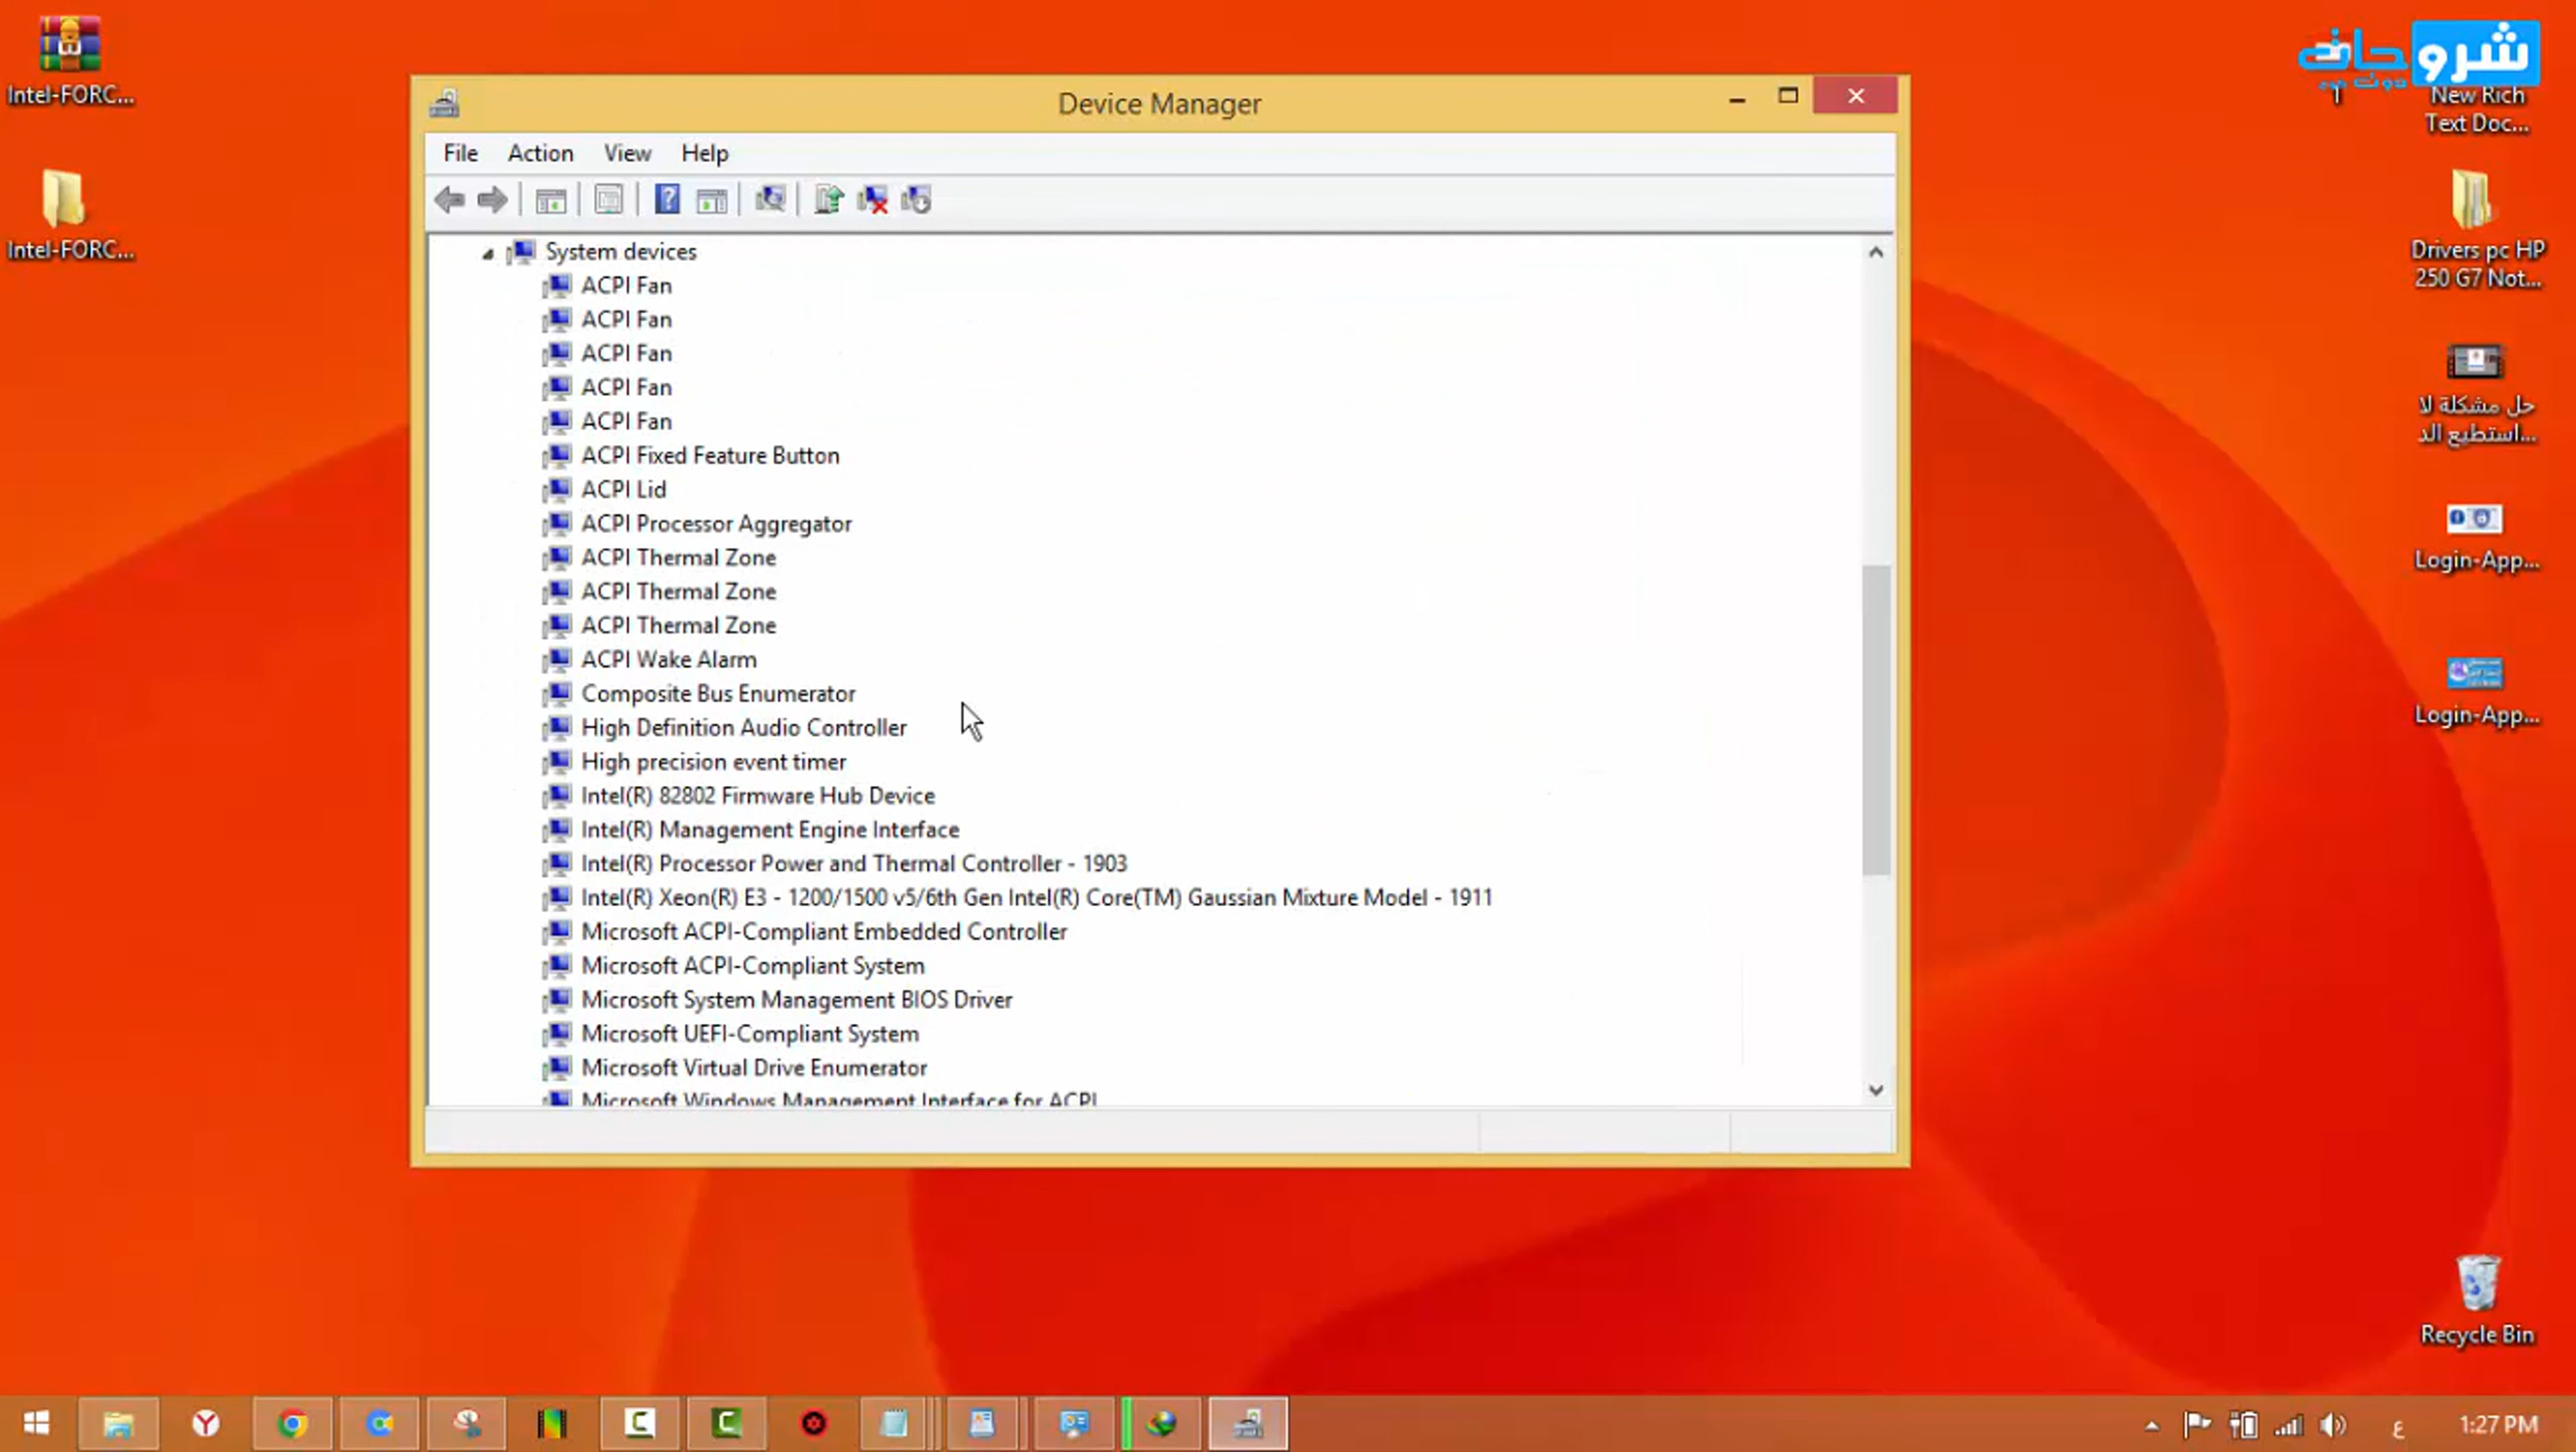 Intel-FORC...
Intel-FORC...
شروحات
دوت كوم
New Rich
Text Doc...
Drivers pc HP
250 G7 Not...
حل مشكلة لا
استطيع الد...
Login-App...
Login-App...
Recycle Bin
Device Manager
File Action View Help
System devices
ACPI Fan
ACPI Fan
ACPI Fan
ACPI Fan
ACPI Fan
ACPI Fixed Feature Button
ACPI Lid
ACPI Processor Aggregator
ACPI Thermal Zone
ACPI Thermal Zone
ACPI Thermal Zone
ACPI Wake Alarm
Composite Bus Enumerator
High Definition Audio Controller
High precision event timer
Intel(R) 82802 Firmware Hub Device
Intel(R) Management Engine Interface
Intel(R) Processor Power and Thermal Controller - 1903
Intel(R) Xeon(R) E3 - 1200/1500 v5/6th Gen Intel(R) Core(TM) Gaussian Mixture Model - 1911
Microsoft ACPI-Compliant Embedded Controller
Microsoft ACPI-Compliant System
Microsoft System Management BIOS Driver
Microsoft UEFI-Compliant System
Microsoft Virtual Drive Enumerator
Microsoft Windows Management Interface for ACPI
ع
1:27 PM